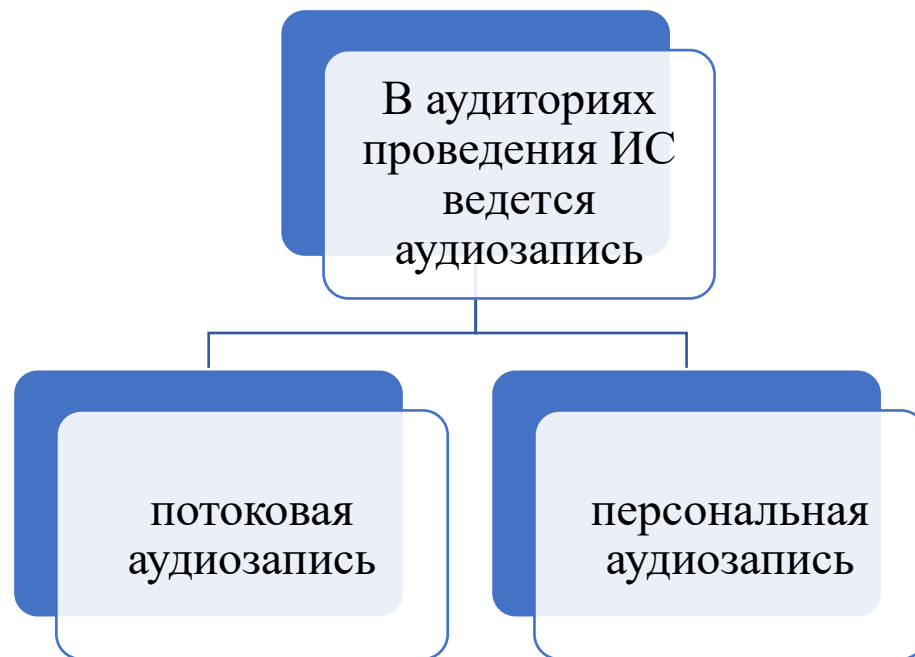 В аудиториях
проведения ИС
ведется
аудиозапись
потоковая
аудиозапись
персональная
аудиозапись